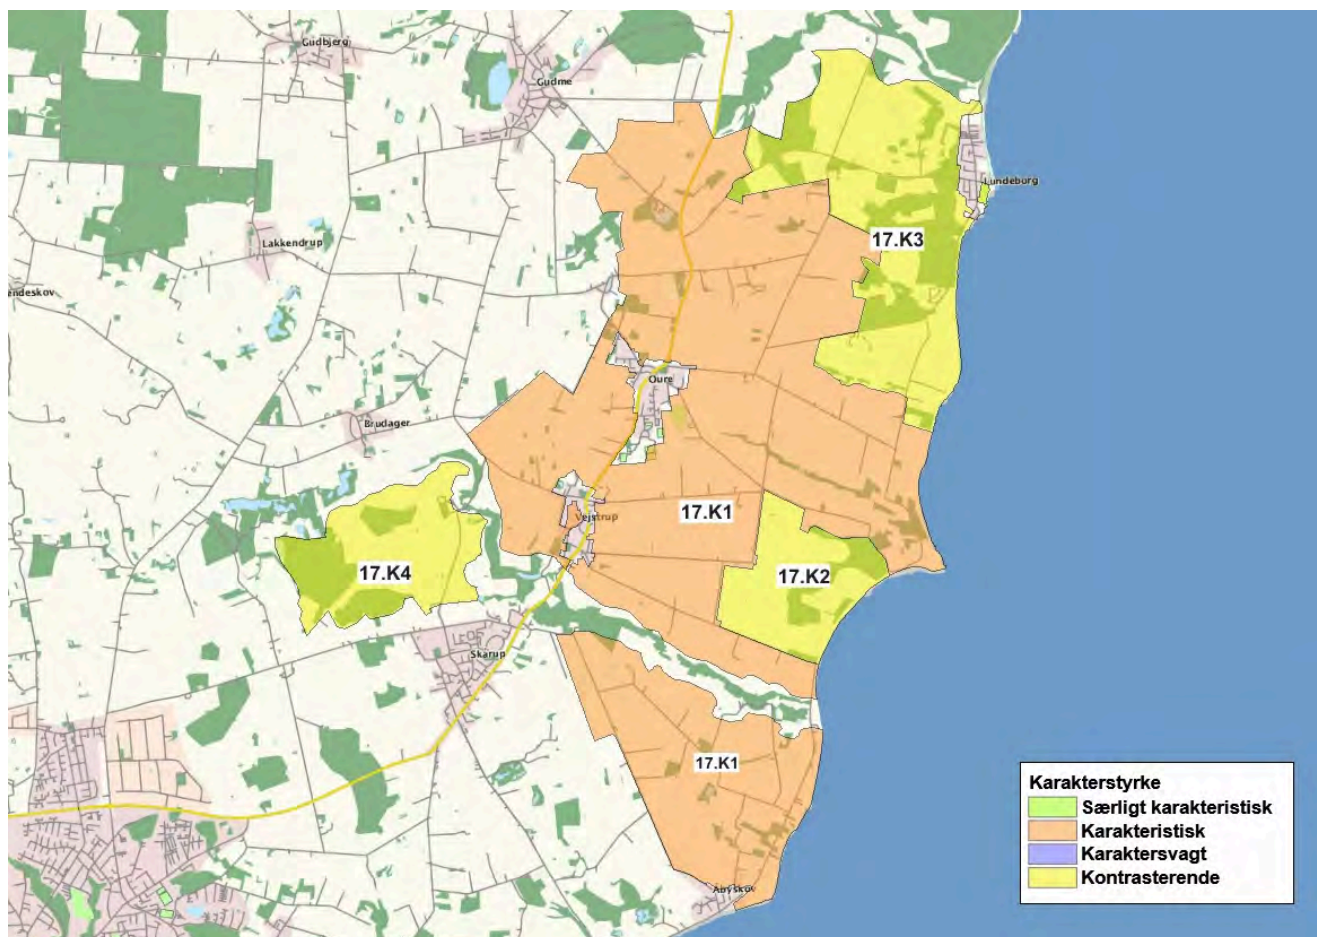 Gudbjerg
Gudme
Lundeborg
17.K3
Lakkendrup
endeskov
Oure
Brudager
17.K1
Vejstrup
17.K4
17.K2
Skårup
17.K1
Åbyskov
Karakterstyrke
Særligt karakteristisk
Karakteristisk
Karaktersvagt
Kontrasterende